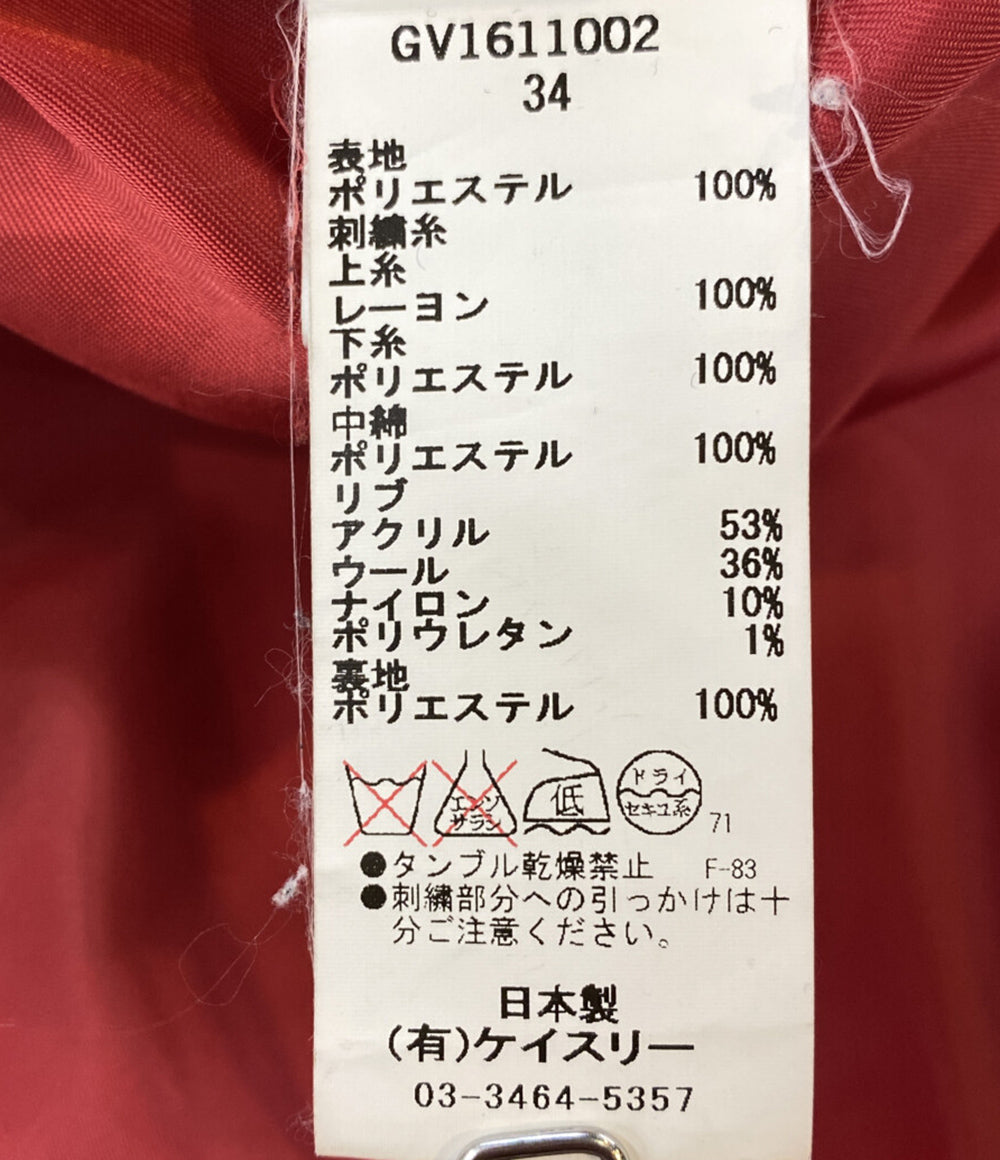 GV1611002
34
表地
ポリエステル 100%
刺繍糸
上糸
レーヨン 100%
下糸
ポリエステル 100%
中綿
ポリエステル 100%
リブ
アクリル 53%
ウール 36%
ナイロン 10%
ポリウレタン 1%
裏地
ポリエステル 100%
エンソ
サラシ
低
ドライ
セキユ系
71
●タンブル乾燥禁止 F-83
●刺繍部分への引っかけは十
分ご注意ください。
日本製
(有)ケイスリー
03-3464-5357